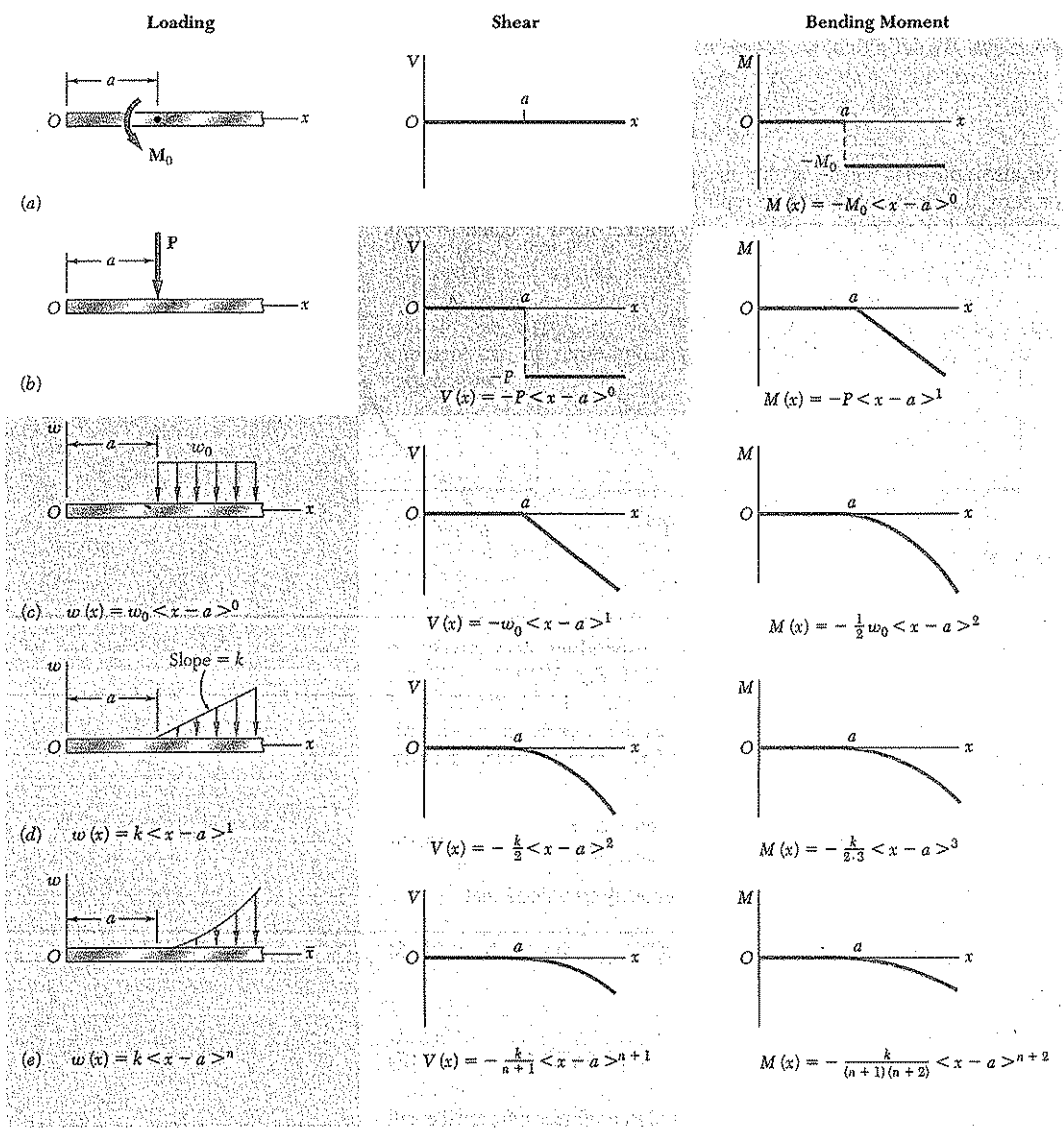 Loading Shear Bending Moment
a
O x
M₀
(a)
V
a
O x
M
a
O x
−M₀
M (x) = −M₀ < x − a >⁰
P
a
O x
(b)
V
a
O x
−P
V (x) = −P < x − a >⁰
M
a
O x
M (x) = −P < x − a >¹
w
a
w₀
O x
(c) w (x) = w₀ < x − a >⁰
V
a
O x
V (x) = −w₀ < x − a >¹
M
a
O x
M (x) = − 1/2 w₀ < x − a >²
w
Slope = k
a
O x
(d) w (x) = k < x − a >¹
V
a
O x
V (x) = − k/2 < x − a >²
M
a
O x
M (x) = − k/2·3 < x − a >³
w
a
O x
(e) w (x) = k < x − a >ⁿ
V
a
O x
V (x) = − k/n + 1 < x − a >ⁿ ⁺ ¹
M
a
O x
M (x) = − k/(n + 1) (n + 2) < x − a >ⁿ ⁺ ²